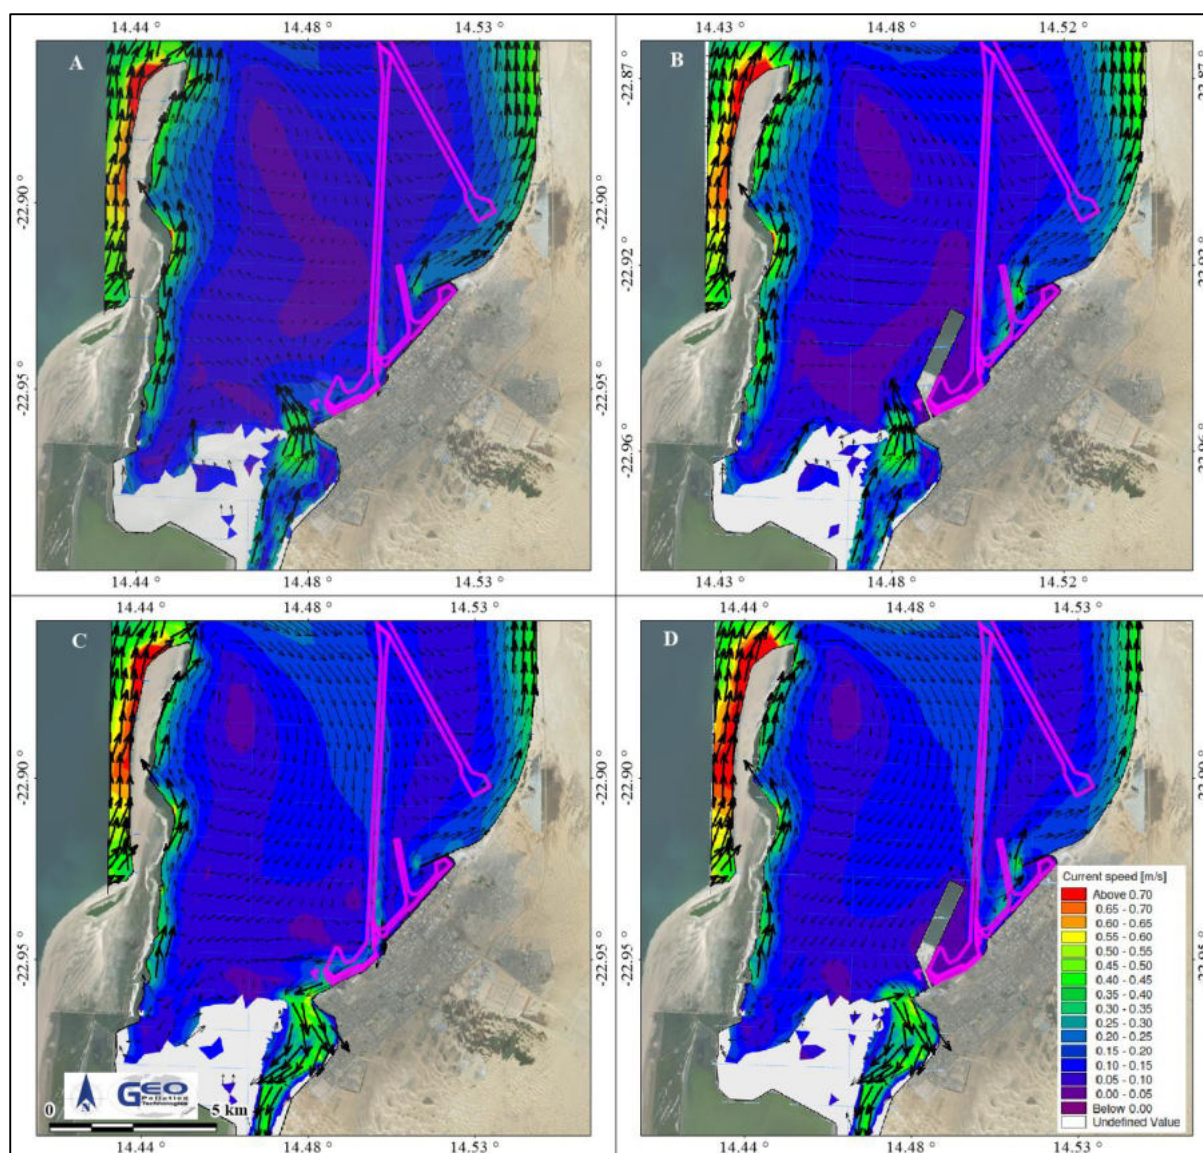 14.44 °
14.48 °
14.53 °
14.43 °
14.48 °
14.52 °
A
B
-22.87 °
-22.90 °
-22.90 °
-22.92 °
-22.95 °
-22.95 °
-22.96 °
14.44 °
14.48 °
14.53 °
14.43 °
14.48 °
14.52 °
14.44 °
14.48 °
14.53 °
14.44 °
14.48 °
14.53 °
C
D
-22.90 °
-22.90 °
-22.95 °
-22.95 °
Current speed [m/s]
Above 0.70
0.65 - 0.70
0.60 - 0.65
0.55 - 0.60
0.50 - 0.55
0.45 - 0.50
0.40 - 0.45
0.35 - 0.40
0.30 - 0.35
0.25 - 0.30
0.20 - 0.25
0.15 - 0.20
0.10 - 0.15
0.05 - 0.10
0.00 - 0.05
Below 0.00
Undefined Value
N
GEO
Pollution
Technologies
0
5 km
14.44 °
14.48 °
14.53 °
14.44 °
14.48 °
14.53 °